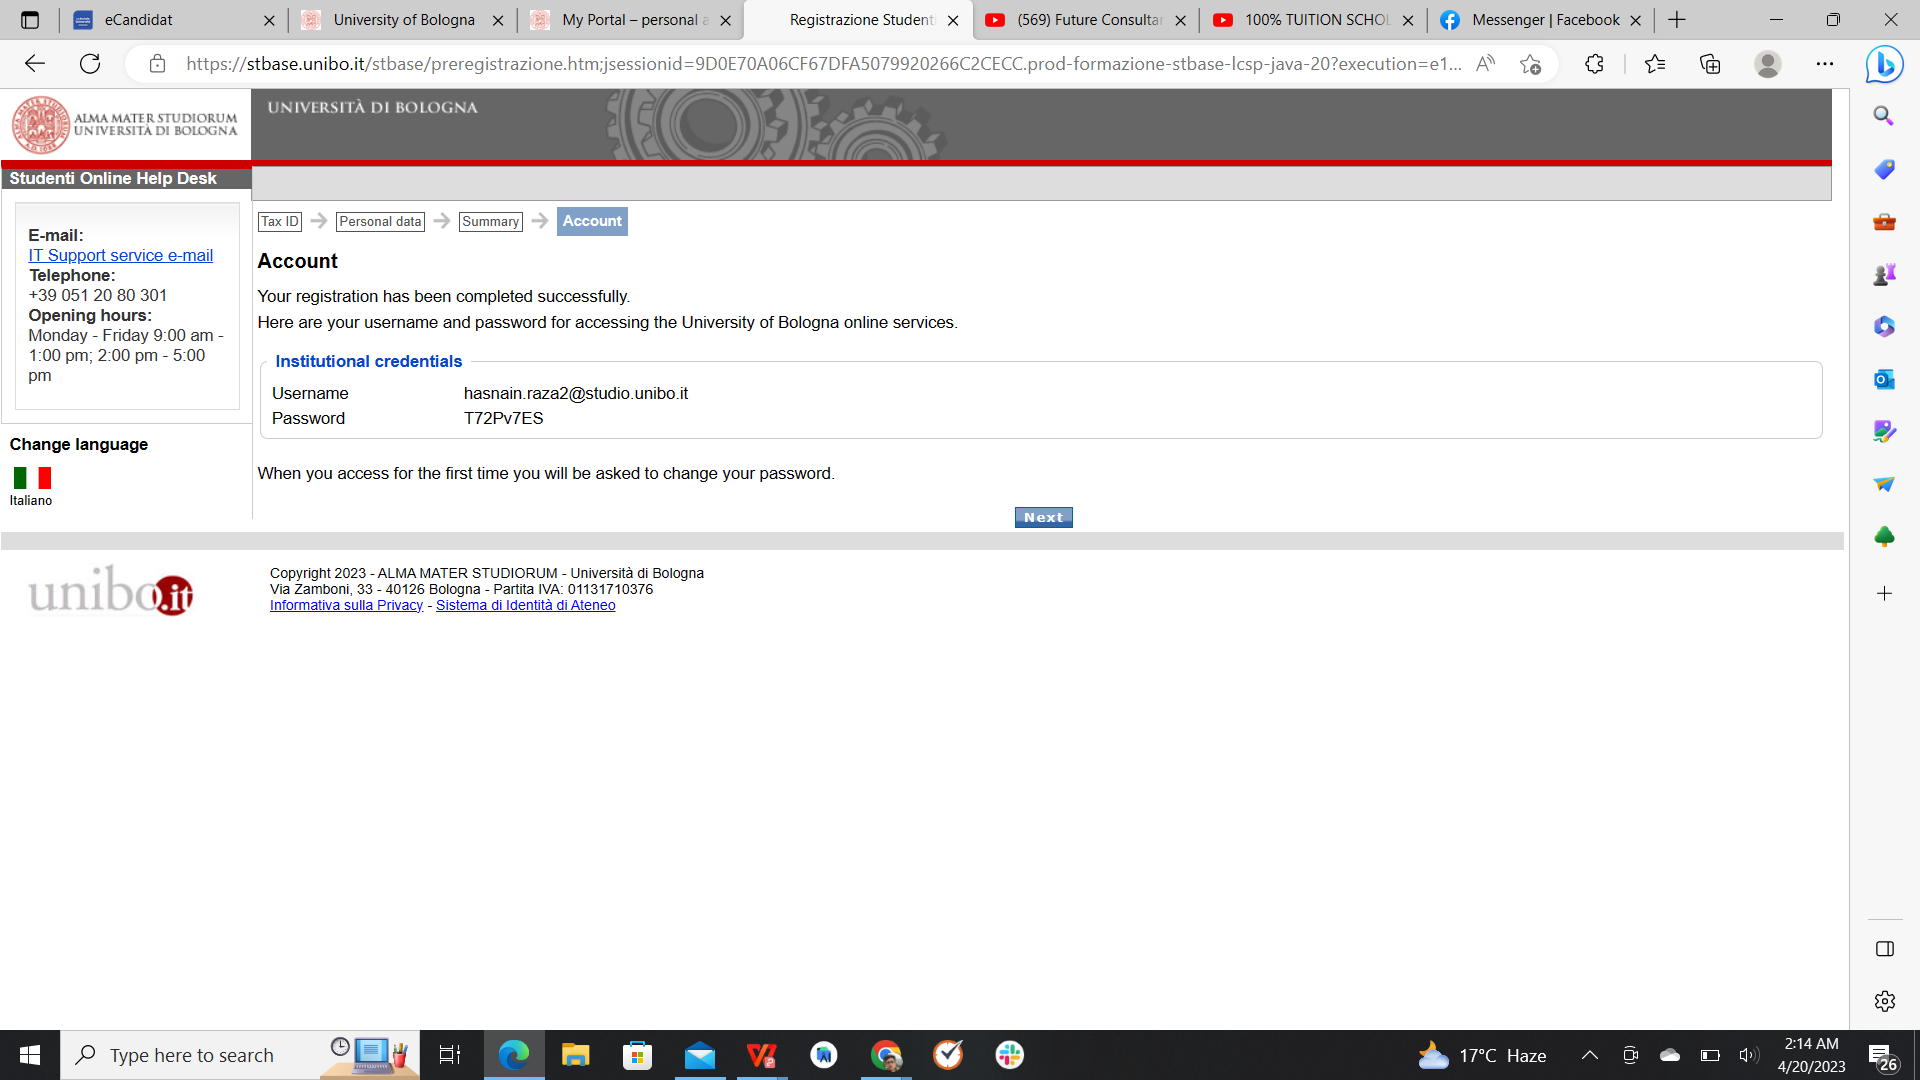 eCandidat
University of Bologna
My Portal – personal a
Registrazione Studenti
(569) Future Consultan
100% TUITION SCHOL
Messenger | Facebook
https://stbase.unibo.it/stbase/preregistrazione.htm;jsessionid=9D0E70A06CF67DFA5079920266C2CECC.prod-formazione-stbase-lcsp-java-20?execution=e1...
ALMA MATER STUDIORUM
UNIVERSITÀ DI BOLOGNA
UNIVERSITÀ DI BOLOGNA
Studenti Online Help Desk
E-mail:
IT Support service e-mail
Telephone:
+39 051 20 80 301
Opening hours:
Monday - Friday 9:00 am -
1:00 pm; 2:00 pm - 5:00
pm
Change language
Italiano
Tax ID
Personal data
Summary
Account
Account
Your registration has been completed successfully.
Here are your username and password for accessing the University of Bologna online services.
Institutional credentials
Username hasnain.raza2@studio.unibo.it
Password T72Pv7ES
When you access for the first time you will be asked to change your password.
Next
unibo.it
Copyright 2023 - ALMA MATER STUDIORUM - Università di Bologna
Via Zamboni, 33 - 40126 Bologna - Partita IVA: 01131710376
Informativa sulla Privacy - Sistema di Identità di Ateneo
Type here to search
17°C Haze
2:14 AM
4/20/2023
26